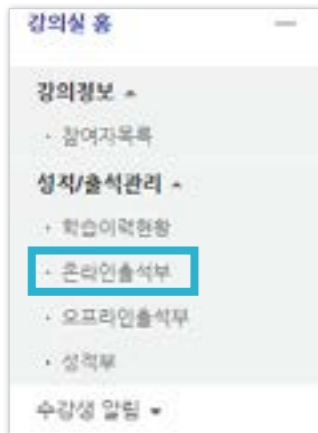 강의실 홈
강의정보
참여자목록
성적/출석관리
학습이력현황
온라인출석부
오프라인출석부
성적부
수강생 알림